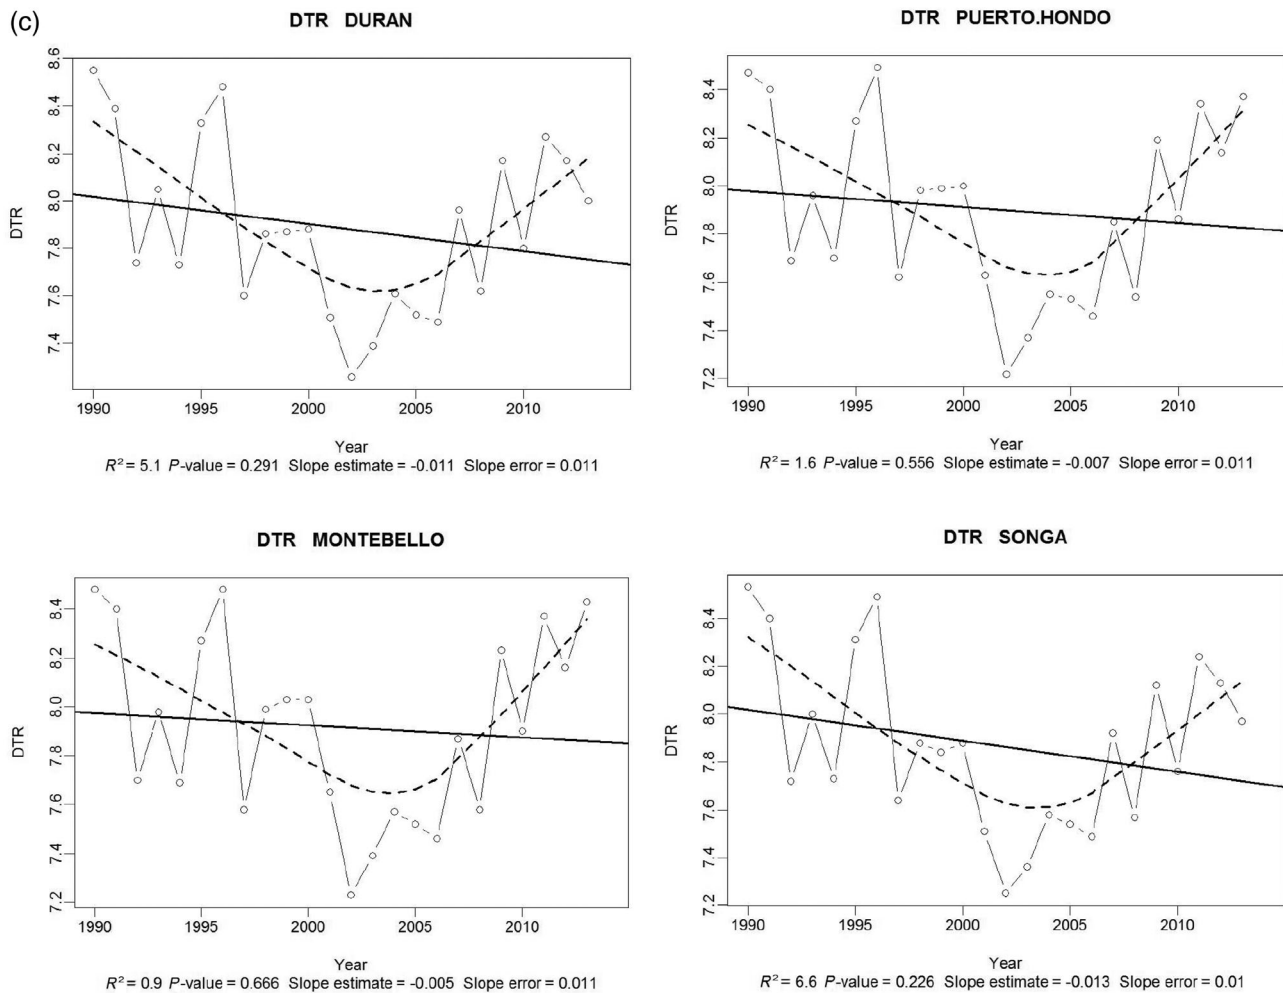 (c)
DTR DURAN
DTR
8.6
8.4
8.2
8.0
7.8
7.6
7.4
1990 1995 2000 2005 2010
Year
R² = 5.1 P-value = 0.291 Slope estimate = -0.011 Slope error = 0.011
DTR PUERTO.HONDO
DTR
8.4
8.2
8.0
7.8
7.6
7.4
7.2
1990 1995 2000 2005 2010
Year
R² = 1.6 P-value = 0.556 Slope estimate = -0.007 Slope error = 0.011
DTR MONTEBELLO
DTR
8.4
8.2
8.0
7.8
7.6
7.4
7.2
1990 1995 2000 2005 2010
Year
R² = 0.9 P-value = 0.666 Slope estimate = -0.005 Slope error = 0.011
DTR SONGA
DTR
8.4
8.2
8.0
7.8
7.6
7.4
7.2
1990 1995 2000 2005 2010
Year
R² = 6.6 P-value = 0.226 Slope estimate = -0.013 Slope error = 0.01